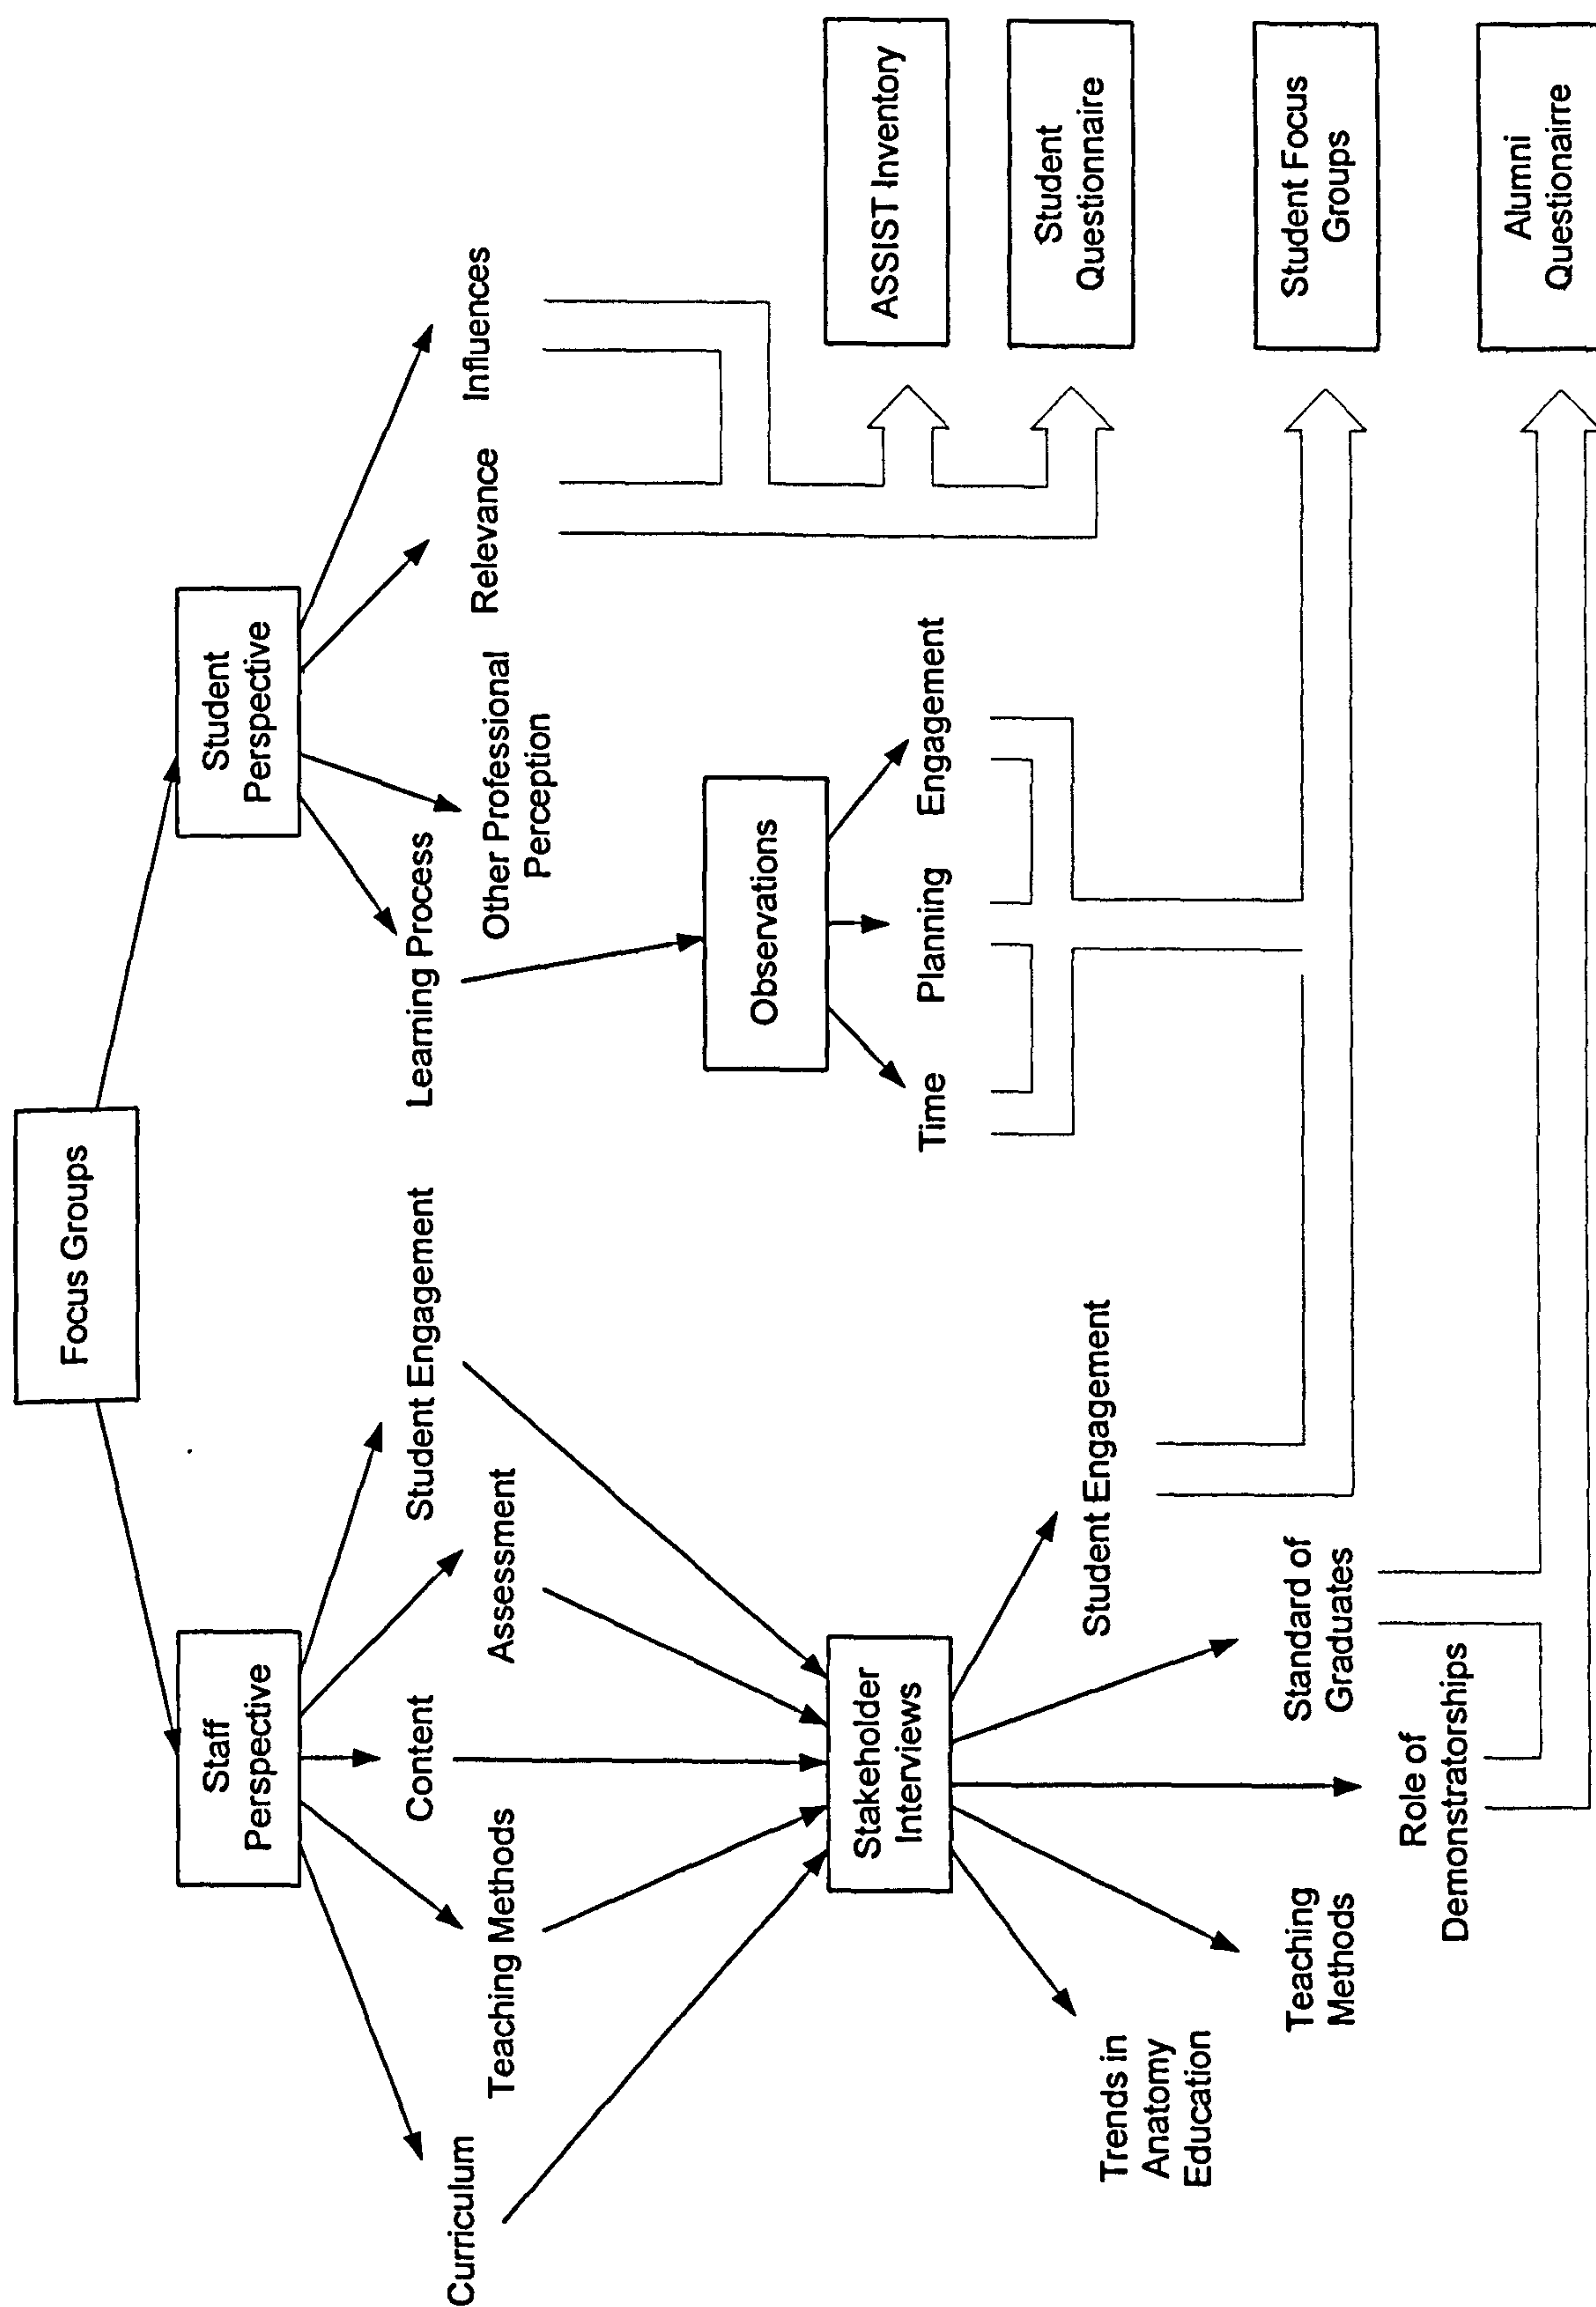 Focus Groups
Staff
Perspective
Student
Perspective
Curriculum
Teaching Methods
Content
Assessment
Student Engagement
Learning Process
Other Professional
Perception
Relevance
Influences
Observations
Time
Planning
Engagement
Stakeholder
Interviews
Trends in
Anatomy
Education
Teaching
Methods
Role of
Demonstratorships
Standard of
Graduates
Student Engagement
ASSIST Inventory
Student
Questionnaire
Student Focus
Groups
Alumni
Questionairre